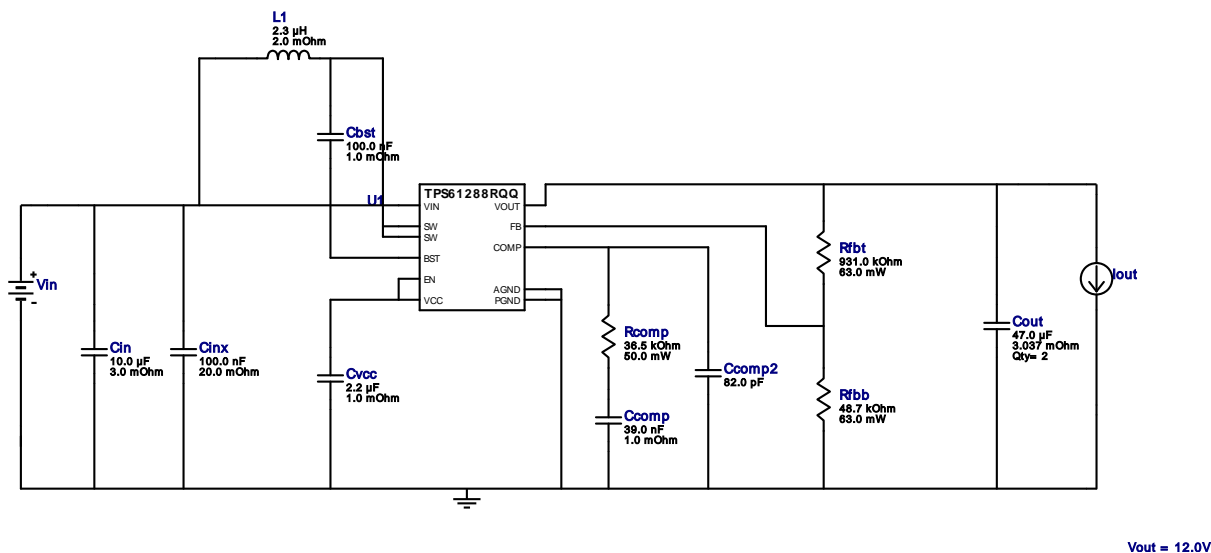 L1
2.3 µH
2.0 mOhm
Cbst
100.0 nF
1.0 mOhm
U1
TPS61288RQQ
VIN
SW
SW
BST
EN
VCC
VOUT
FB
COMP
AGND
PGND
+
Vin
-
Cin
10.0 µF
3.0 mOhm
Cinx
100.0 nF
20.0 mOhm
Cvcc
2.2 µF
1.0 mOhm
Rcomp
36.5 kOhm
50.0 mW
Ccomp
39.0 nF
1.0 mOhm
Ccomp2
82.0 pF
Rfbt
931.0 kOhm
63.0 mW
Rfbb
48.7 kOhm
63.0 mW
Cout
47.0 µF
3.037 mOhm
Qty= 2
Iout
Vout = 12.0V